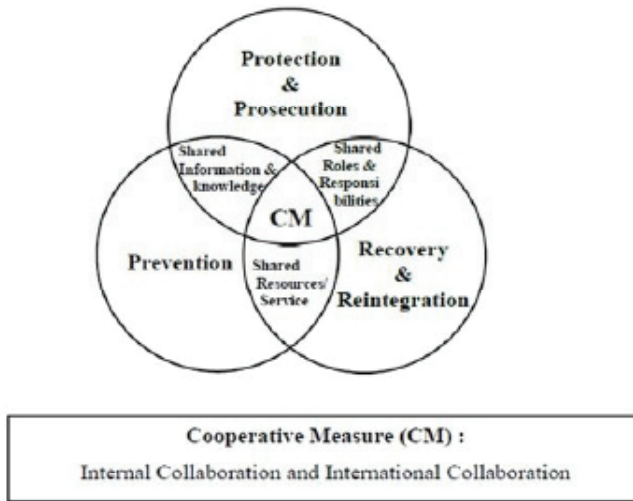 Protection
&
Prosecution
Shared
Information &
knowledge
Shared
Roles &
Responsi
bilities
CM
Prevention
Shared
Resources/
Service
Recovery
&
Reintegration
Cooperative Measure (CM) :
Internal Collaboration and International Collaboration